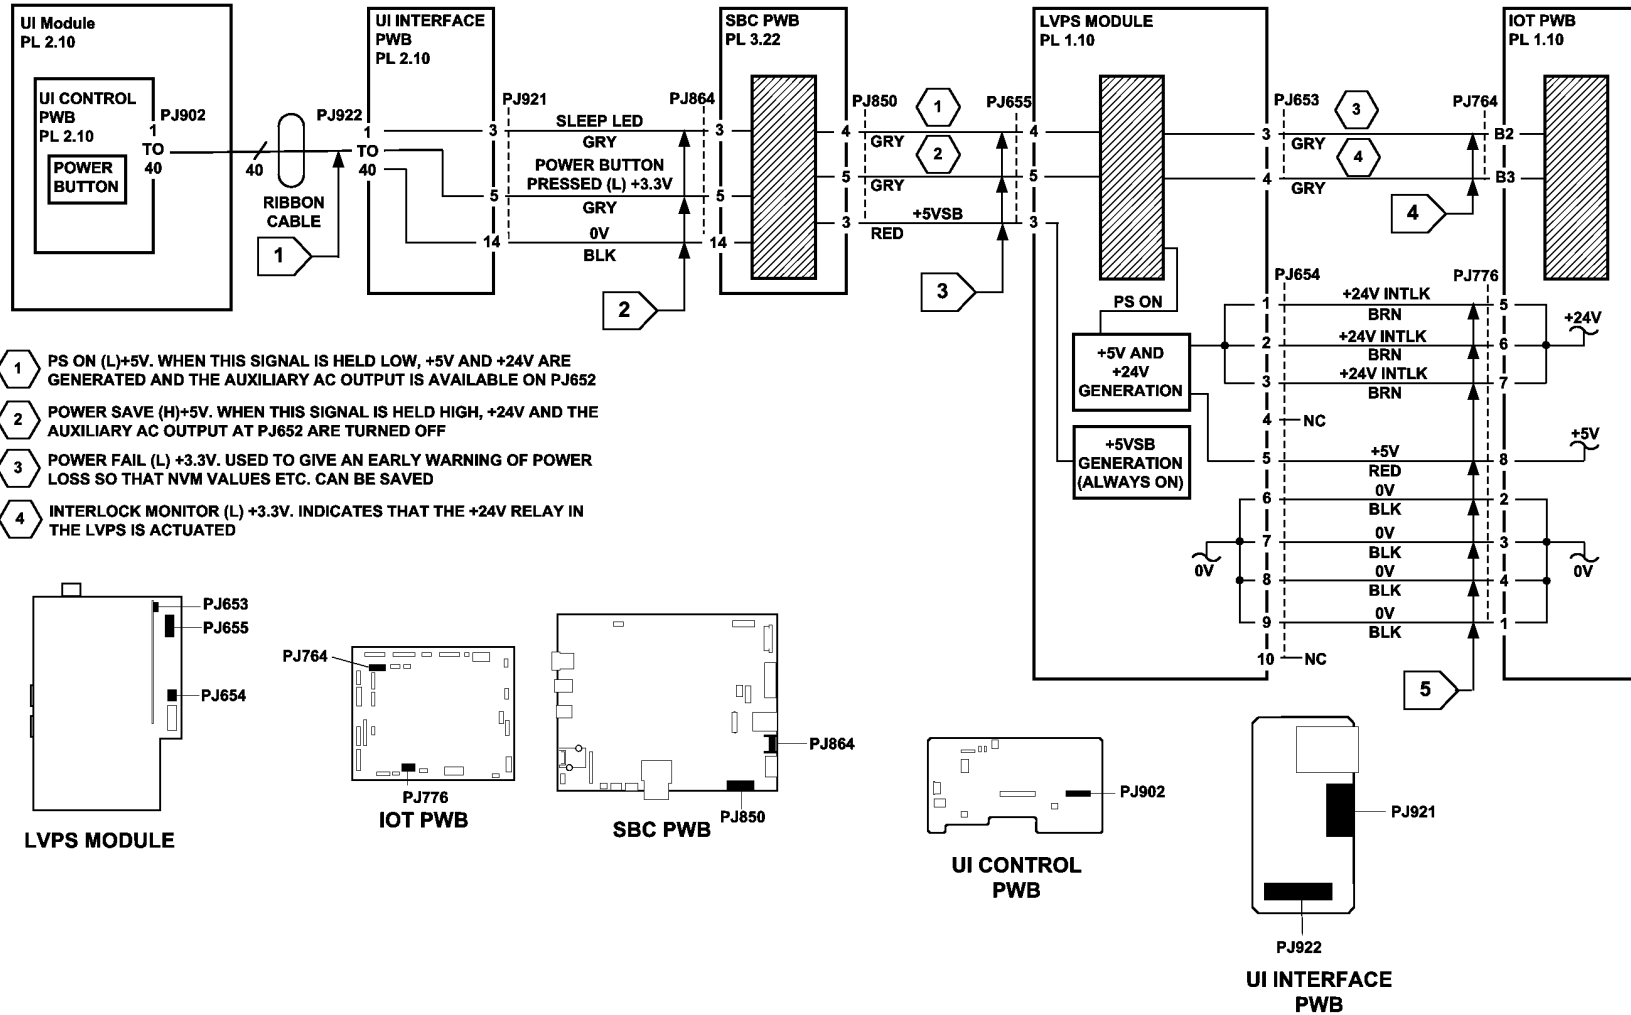 UI Module
PL 2.10
UI CONTROL
PWB
PL 2.10
POWER
BUTTON
PJ902
1
TO
40
40
RIBBON
CABLE
1
UI INTERFACE
PWB
PL 2.10
PJ922
1
TO
40
PJ921
3
5
14
SLEEP LED
GRY
POWER BUTTON
PRESSED (L) +3.3V
GRY
0V
BLK
2
PJ864
3
5
14
SBC PWB
PL 3.22
PJ850
4
5
3
1
GRY
2
GRY
+5VSB
RED
3
PJ655
4
5
3
LVPS MODULE
PL 1.10
PS ON
+5V AND
+24V
GENERATION
+5VSB
GENERATION
(ALWAYS ON)
PJ653
3
4
3
GRY
4
GRY
4
PJ764
B2
B3
IOT PWB
PL 1.10
PJ654
1
2
3
4
NC
5
6
7
8
9
10
NC
0V
+24V INTLK
BRN
+24V INTLK
BRN
+24V INTLK
BRN
+5V
RED
0V
BLK
0V
BLK
0V
BLK
0V
BLK
5
PJ776
5
6
7
8
2
3
4
1
+24V
+5V
0V
1
PS ON (L)+5V. WHEN THIS SIGNAL IS HELD LOW, +5V AND +24V ARE
GENERATED AND THE AUXILIARY AC OUTPUT IS AVAILABLE ON PJ652
2
POWER SAVE (H)+5V. WHEN THIS SIGNAL IS HELD HIGH, +24V AND THE
AUXILIARY AC OUTPUT AT PJ652 ARE TURNED OFF
3
POWER FAIL (L) +3.3V. USED TO GIVE AN EARLY WARNING OF POWER
LOSS SO THAT NVM VALUES ETC. CAN BE SAVED
4
INTERLOCK MONITOR (L) +3.3V. INDICATES THAT THE +24V RELAY IN
THE LVPS IS ACTUATED
PJ653
PJ655
PJ654
LVPS MODULE
PJ764
PJ776
IOT PWB
PJ864
PJ850
SBC PWB
PJ902
UI CONTROL
PWB
PJ921
PJ922
UI INTERFACE
PWB